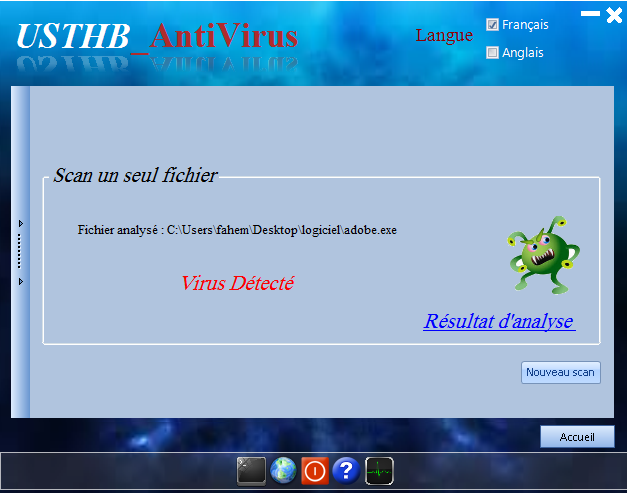 USTHB_AntiVirus
Langue
Français
Anglais
Scan un seul fichier
Fichier analysé : C:\Users\fahem\Desktop\logiciel\adobe.exe
Virus Détecté
Résultat d'analyse
Nouveau scan
Accueil